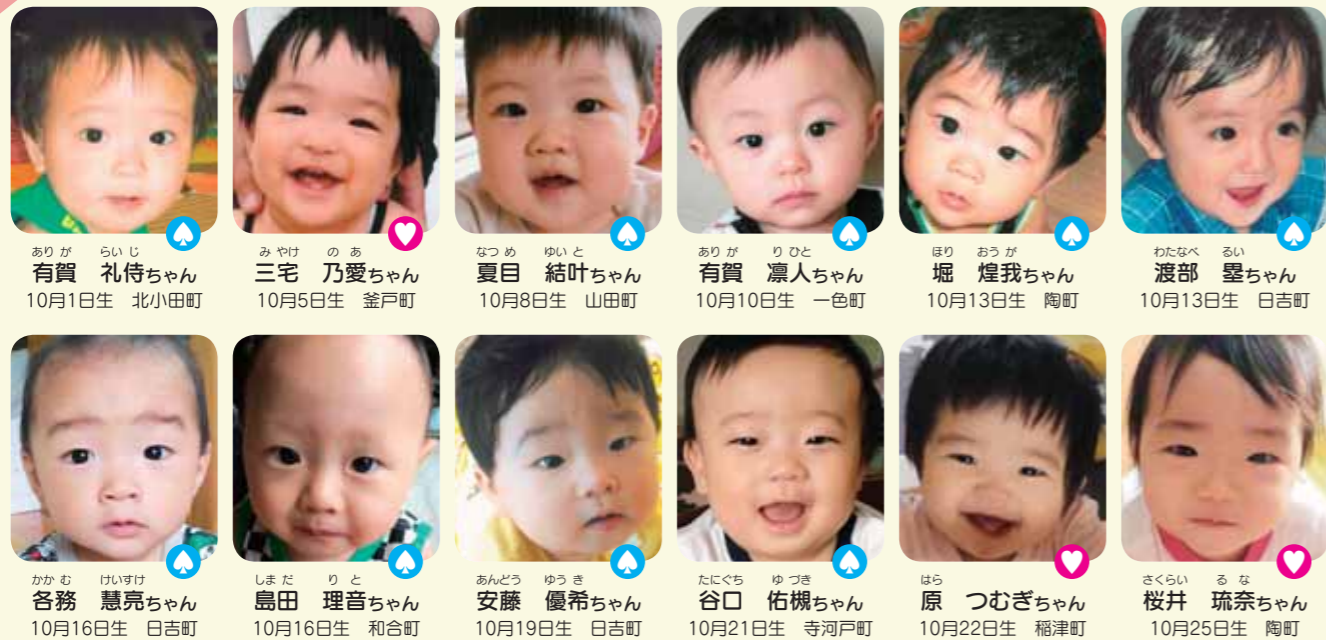 ありが　らいじ
有賀　礼侍ちゃん
10月1日生　北小田町
みやけ　のあ
三宅　乃愛ちゃん
10月5日生　釜戸町
なつめ　ゆいと
夏目　結叶ちゃん
10月8日生　山田町
ありが　りひと
有賀　凛人ちゃん
10月10日生　一色町
ほり　おうが
堀　煌我ちゃん
10月13日生　陶町
わたなべ　るい
渡部　塁ちゃん
10月13日生　日吉町
かかむ　けいすけ
各務　慧亮ちゃん
10月16日生　日吉町
しまだ　りと
島田　理音ちゃん
10月16日生　和合町
あんどう　ゆうき
安藤　優希ちゃん
10月19日生　日吉町
たにぐち　ゆづき
谷口　佑槻ちゃん
10月21日生　寺河戸町
はら
原　つむぎちゃん
10月22日生　稲津町
さくらい　るな
桜井　琉奈ちゃん
10月25日生　陶町